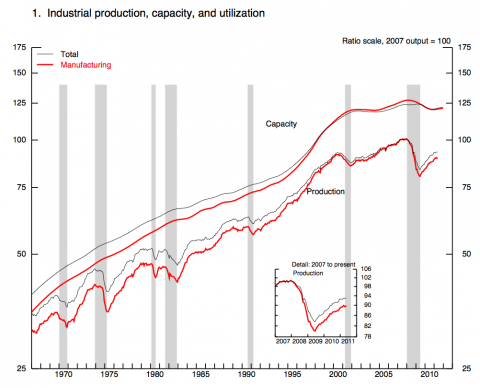 1. Industrial production, capacity, and utilization
Ratio scale, 2007 output = 100
175 175
Total
150 150
Manufacturing
125 125
Capacity
100 100
75 75
Production
50 50
Detail: 2007 to present
Production
106
102
98
94
90
86
82
78
2007 2008 2009 2010 2011
25 25
1970 1975 1980 1985 1990 1995 2000 2005 2010